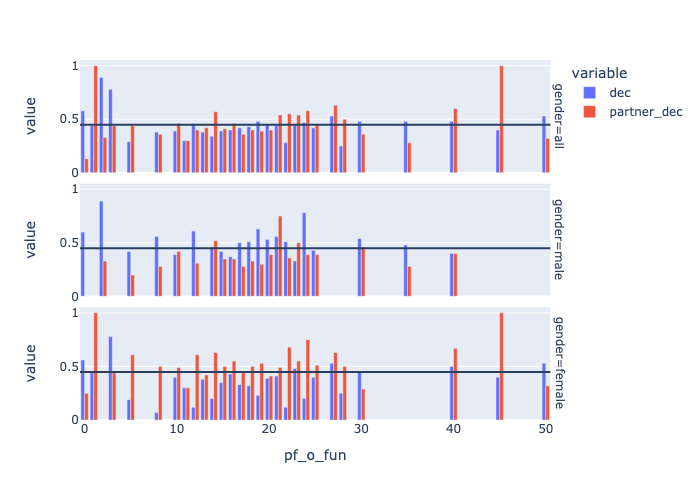 variable
dec
partner_dec
1
0.5
0
value
gender=all
1
0.5
0
value
gender=male
1
0.5
0
value
gender=female
0 10 20 30 40 50
pf_o_fun